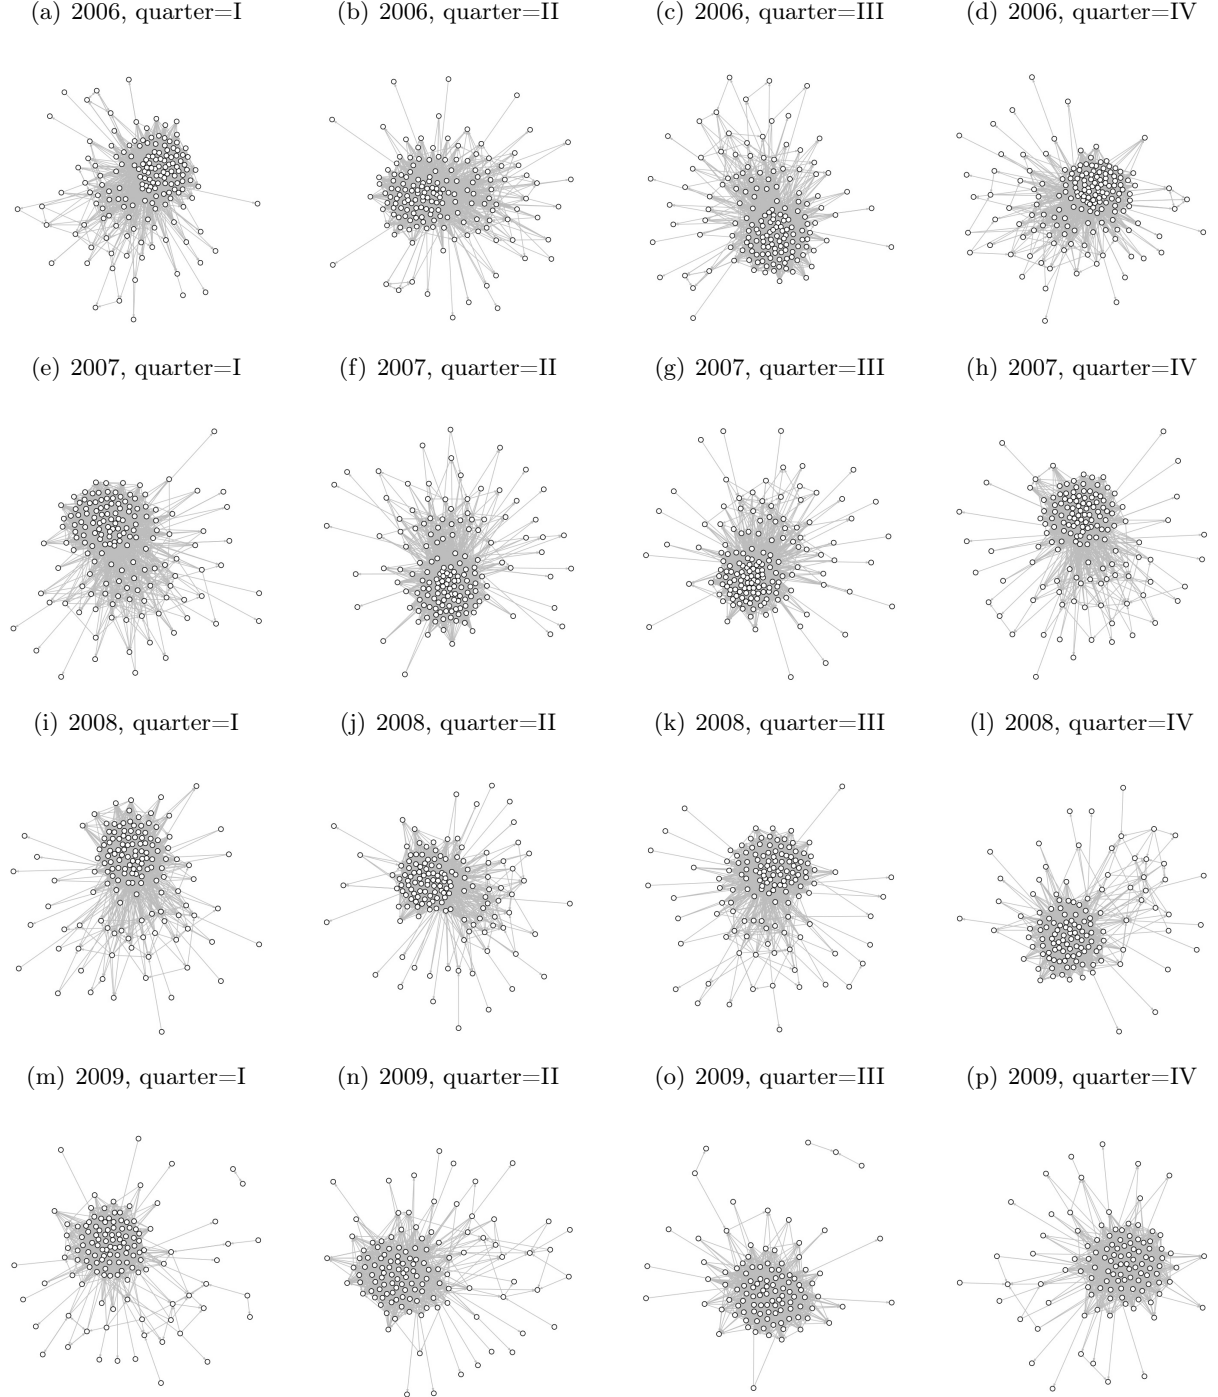 (a) 2006, quarter=I
(b) 2006, quarter=II
(c) 2006, quarter=III
(d) 2006, quarter=IV
(e) 2007, quarter=I
(f) 2007, quarter=II
(g) 2007, quarter=III
(h) 2007, quarter=IV
(i) 2008, quarter=I
(j) 2008, quarter=II
(k) 2008, quarter=III
(l) 2008, quarter=IV
(m) 2009, quarter=I
(n) 2009, quarter=II
(o) 2009, quarter=III
(p) 2009, quarter=IV